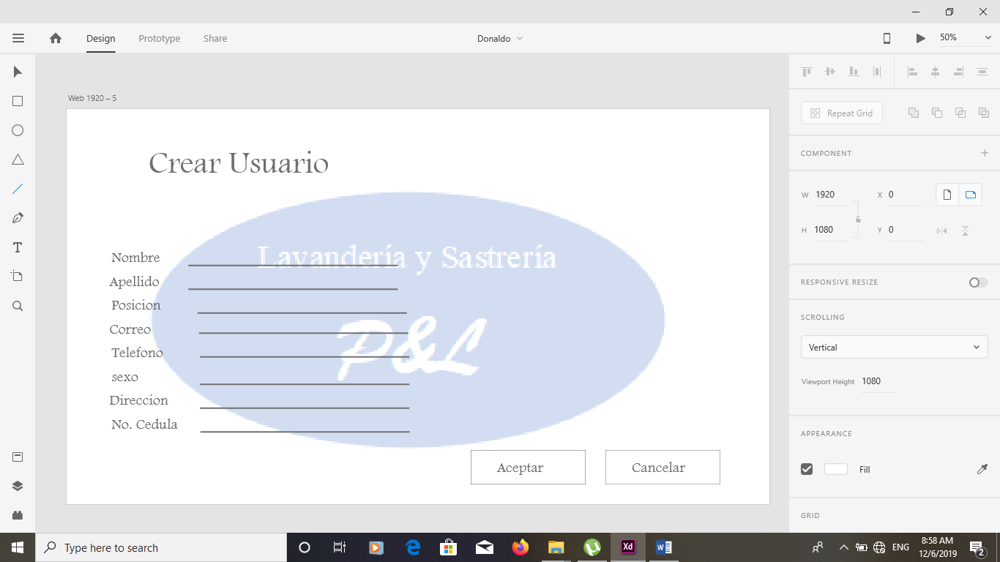 Design Prototype Share Donaldo 50%
Web 1920 – 5
Repeat Grid
COMPONENT
Crear Usuario
W 1920 X 0
H 1080 Y 0
Lavandería y Sastrería
Nombre
Apellido
Posicion
Correo
P&L
Telefono
sexo
Direccion
No. Cedula
Aceptar Cancelar
RESPONSIVE RESIZE
SCROLLING
Vertical
Viewport Height 1080
APPEARANCE
Fill
GRID
Type here to search
Xd
ENG
8:58 AM
12/6/2019
2